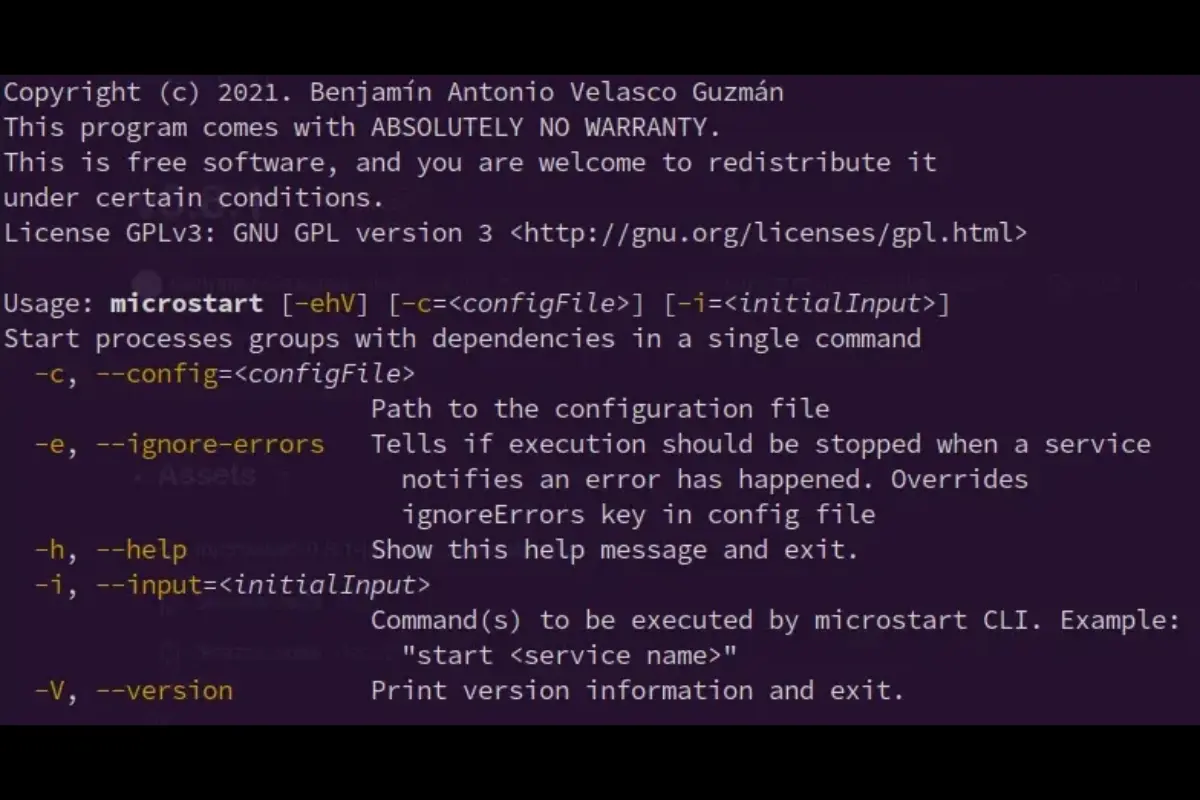 Copyright (c) 2021. Benjamín Antonio Velasco Guzmán
This program comes with ABSOLUTELY NO WARRANTY.
This is free software, and you are welcome to redistribute it
under certain conditions.
License GPLv3: GNU GPL version 3 <http://gnu.org/licenses/gpl.html>
Usage: microstart [-ehV] [-c=<configFile>] [-i=<initialInput>]
Start processes groups with dependencies in a single command
-c, --config=<configFile>
Path to the configuration file
-e, --ignore-errors Tells if execution should be stopped when a service
notifies an error has happened. Overrides
ignoreErrors key in config file
-h, --help Show this help message and exit.
-i, --input=<initialInput>
Command(s) to be executed by microstart CLI. Example:
"start <service name>"
-V, --version Print version information and exit.
Assets